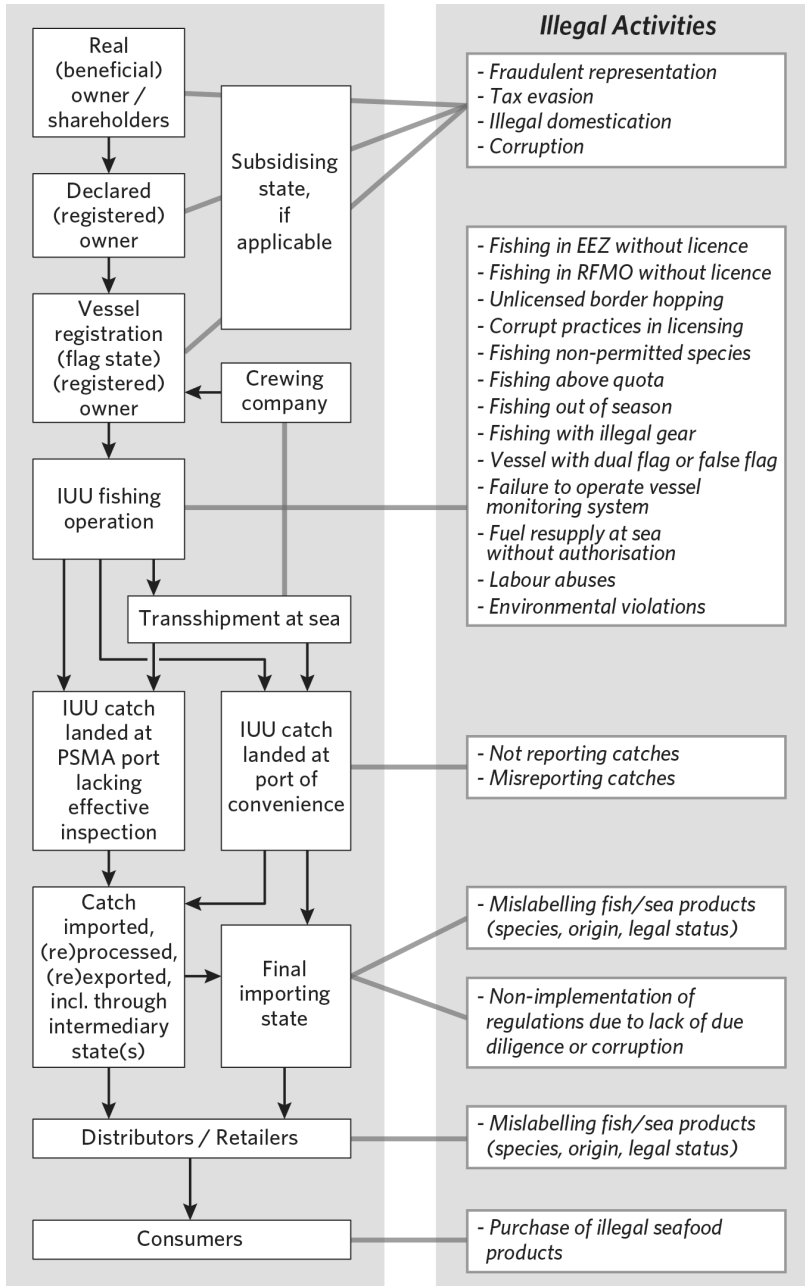 Illegal Activities
Real
(beneficial)
owner /
shareholders
Declared
(registered)
owner
Vessel
registration
(flag state)
(registered)
owner
Subsidising
state,
if
applicable
Crewing
company
IUU fishing
operation
Transshipment at sea
IUU catch
landed at
PSMA port
lacking
effective
inspection
IUU catch
landed at
port of
convenience
Catch
imported,
(re)processed,
(re)exported,
incl. through
intermediary
state(s)
Final
importing
state
Distributors / Retailers
Consumers
- Fraudulent representation
- Tax evasion
- Illegal domestication
- Corruption
- Fishing in EEZ without licence
- Fishing in RFMO without licence
- Unlicensed border hopping
- Corrupt practices in licensing
- Fishing non-permitted species
- Fishing above quota
- Fishing out of season
- Fishing with illegal gear
- Vessel with dual flag or false flag
- Failure to operate vessel
monitoring system
- Fuel resupply at sea
without authorisation
- Labour abuses
- Environmental violations
- Not reporting catches
- Misreporting catches
- Mislabelling fish/sea products
(species, origin, legal status)
- Non-implementation of
regulations due to lack of due
diligence or corruption
- Mislabelling fish/sea products
(species, origin, legal status)
- Purchase of illegal seafood
products